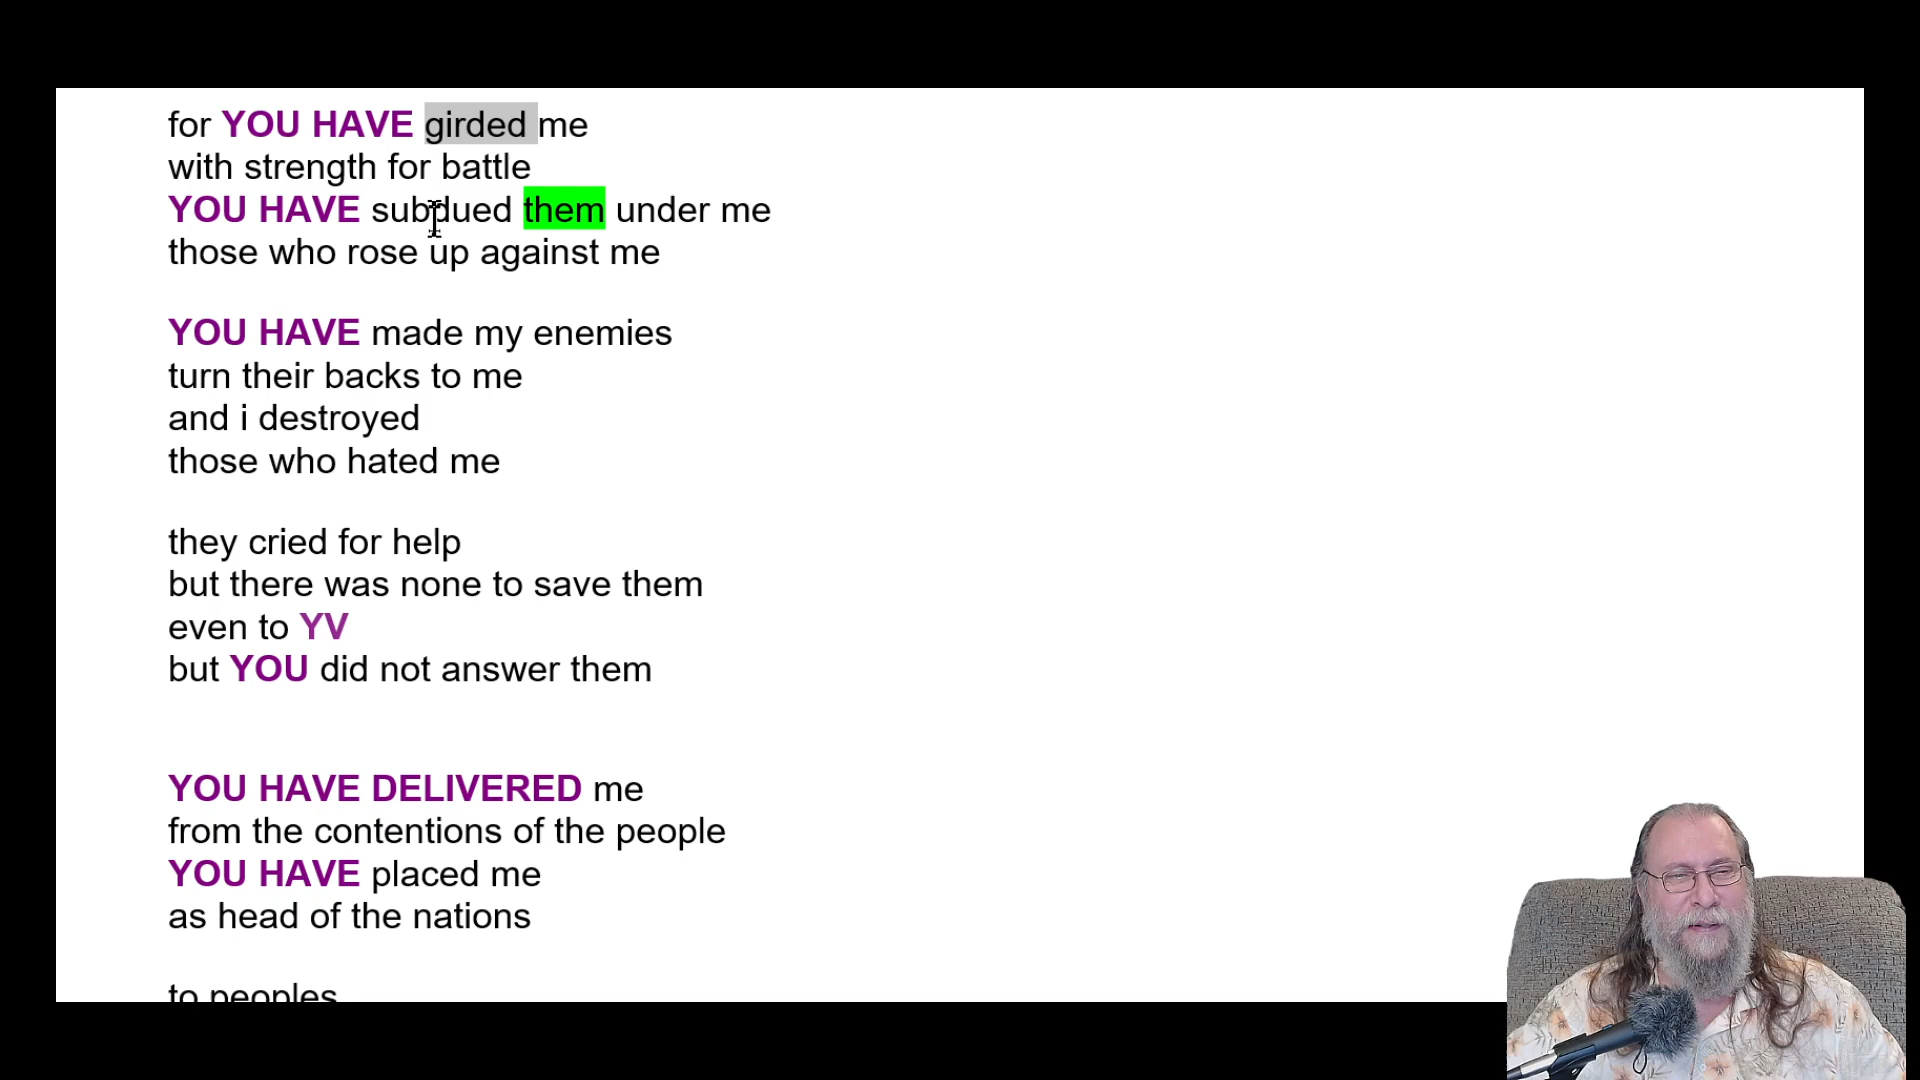 for YOU HAVE girded me
with strength for battle
YOU HAVE subdued them under me
those who rose up against me
YOU HAVE made my enemies
turn their backs to me
and i destroyed
those who hated me
they cried for help
but there was none to save them
even to YV
but YOU did not answer them
YOU HAVE DELIVERED me
from the contentions of the people
YOU HAVE placed me
as head of the nations
to peoples